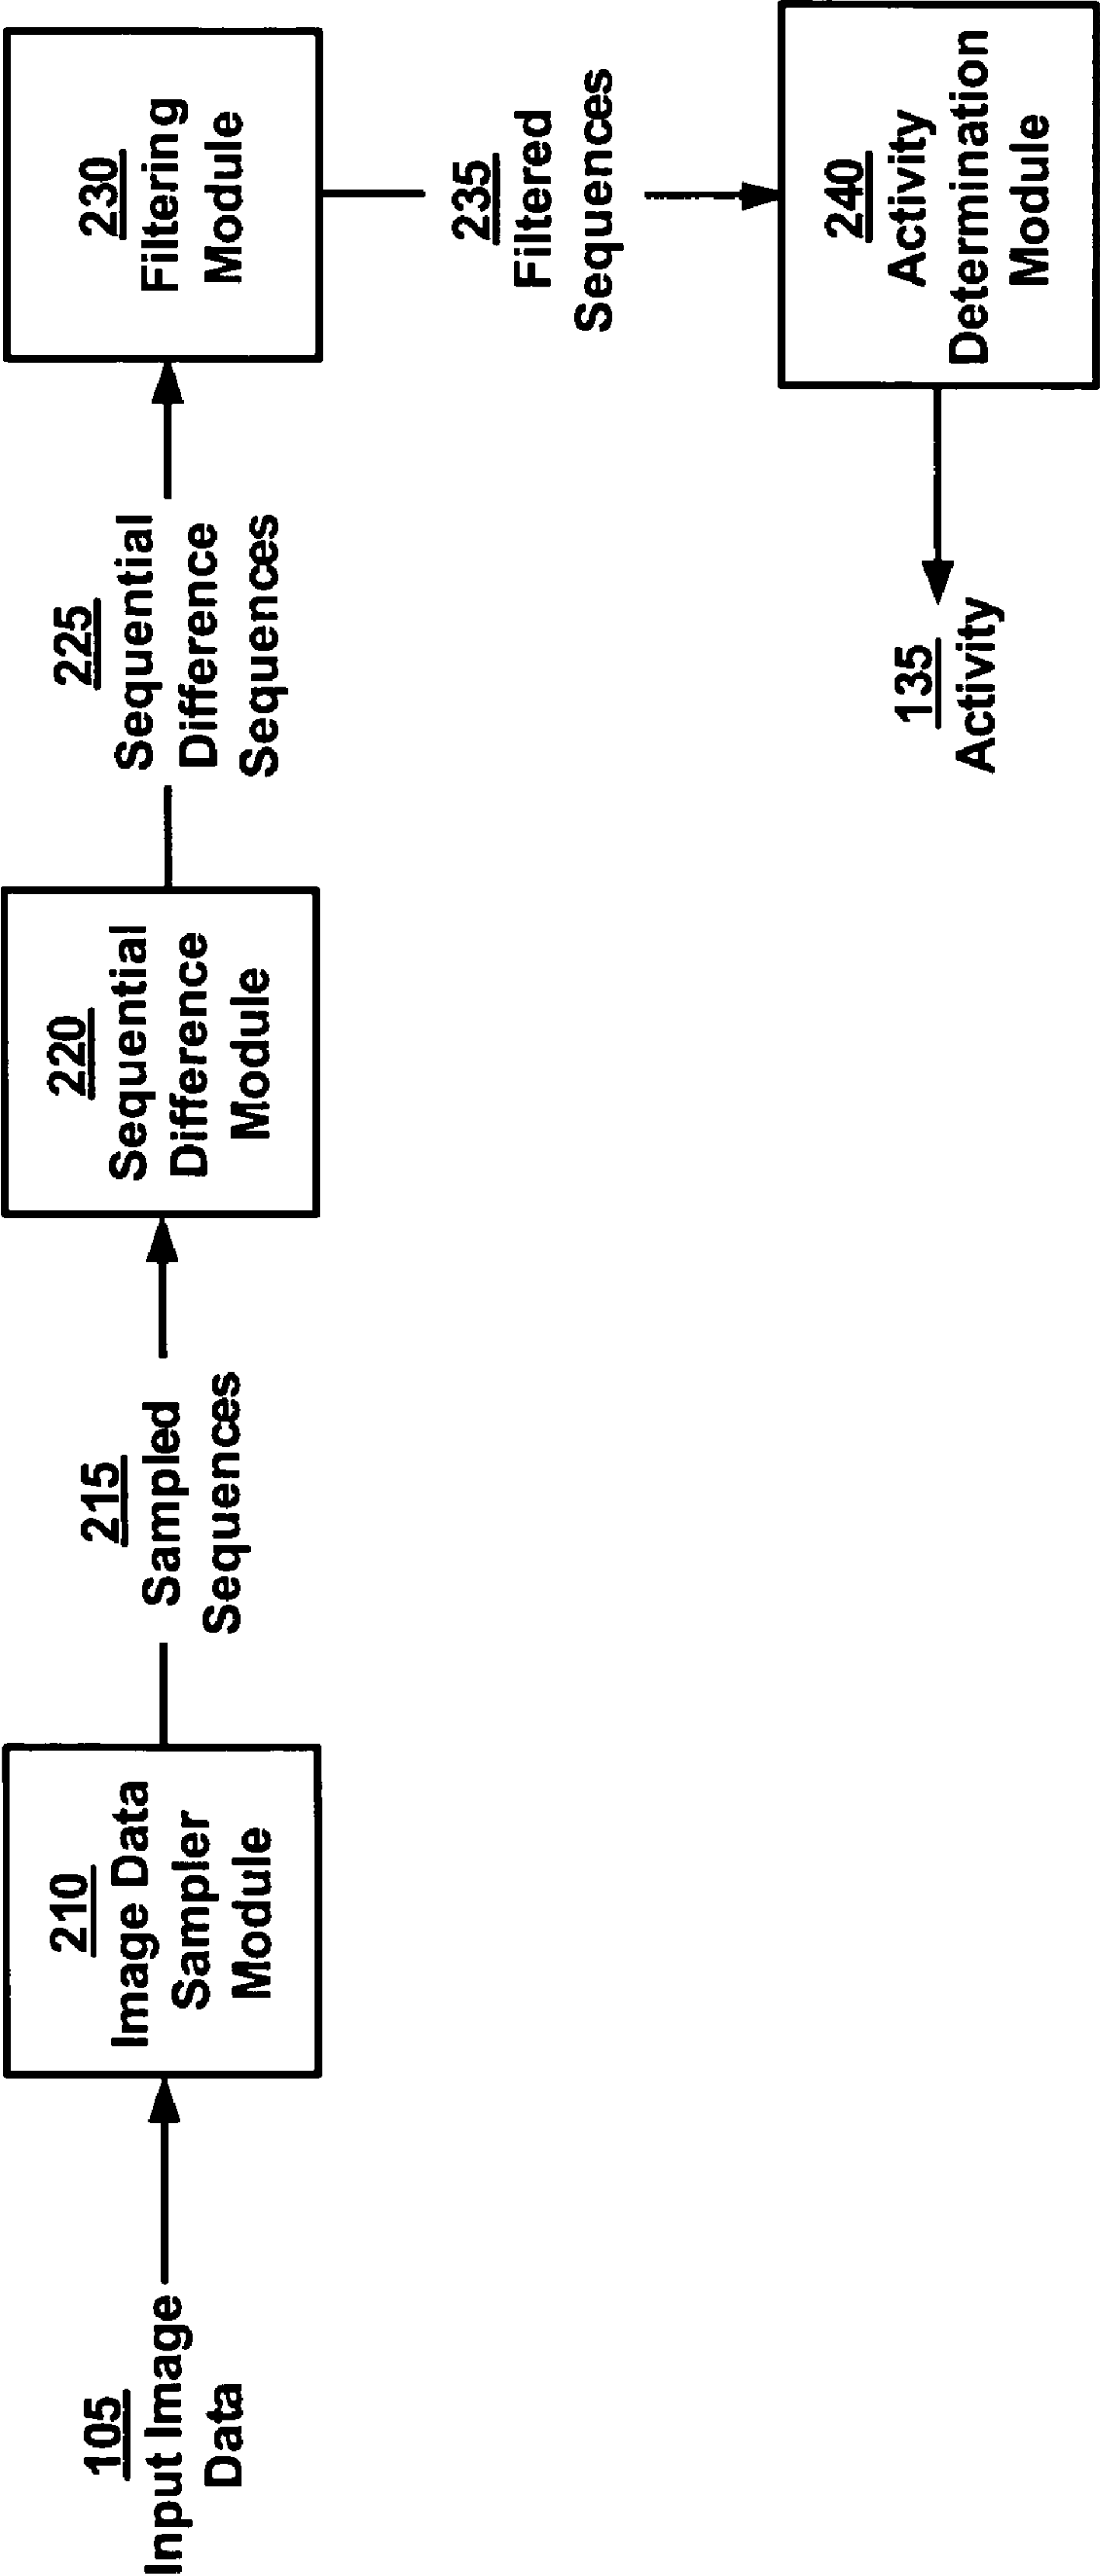 105
Input Image
Data
210
Image Data
Sampler
Module
215
Sampled
Sequences
220
Sequential
Difference
Module
225
Sequential
Difference
Sequences
230
Filtering
Module
235
Filtered
Sequences
240
Activity
Determination
Module
135
Activity